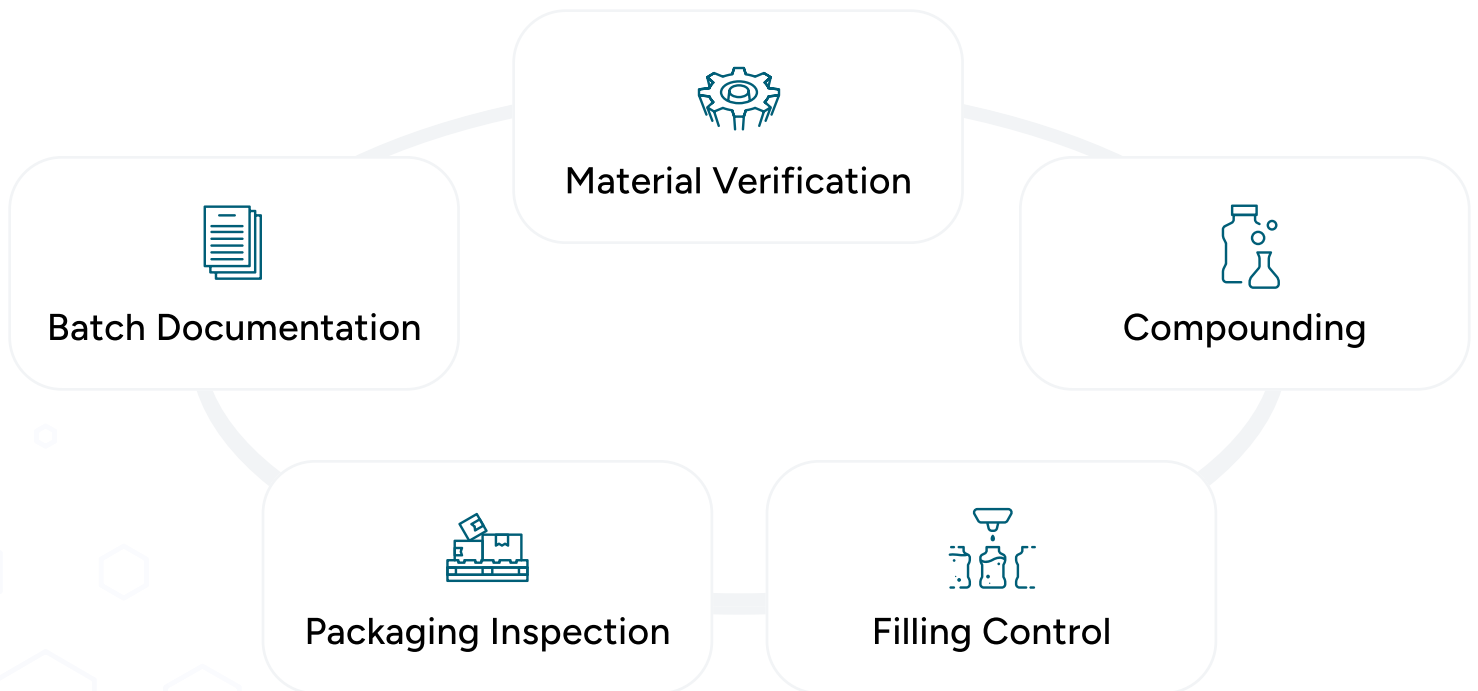 Material Verification
Batch Documentation
Compounding
Packaging Inspection
Filling Control